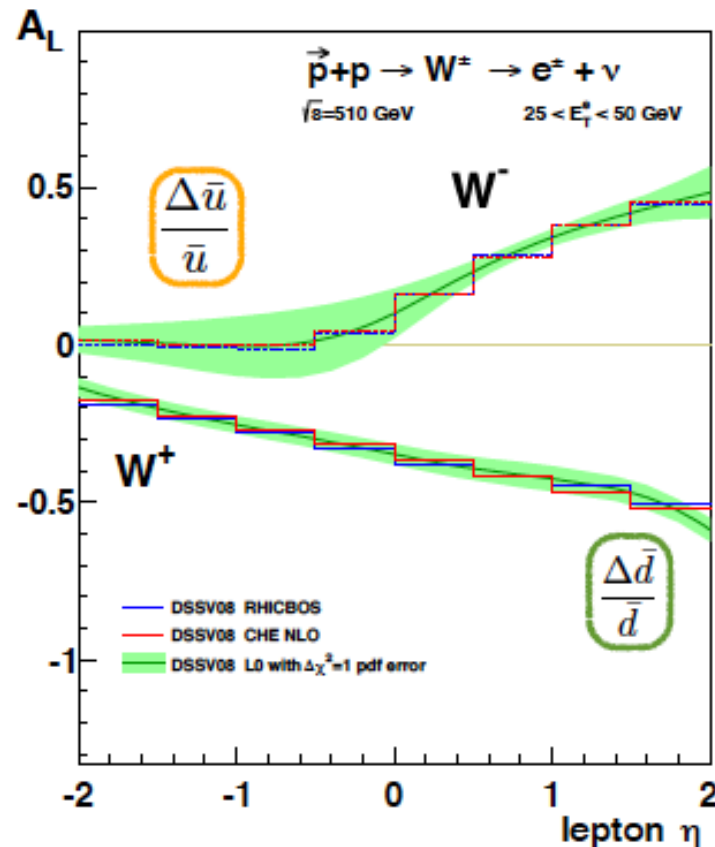 A_L
p⃗+p → W± → e± + ν
√s=510 GeV 25 < E_T^e < 50 GeV
0.5
W-
Δū
ū
0
W+
-0.5
Δd̄
d̄
DSSV08 RHICBOS
DSSV08 CHE NLO
DSSV08 L0 with Δχ²=1 pdf error
-1
-2 -1 0 1 2
lepton η